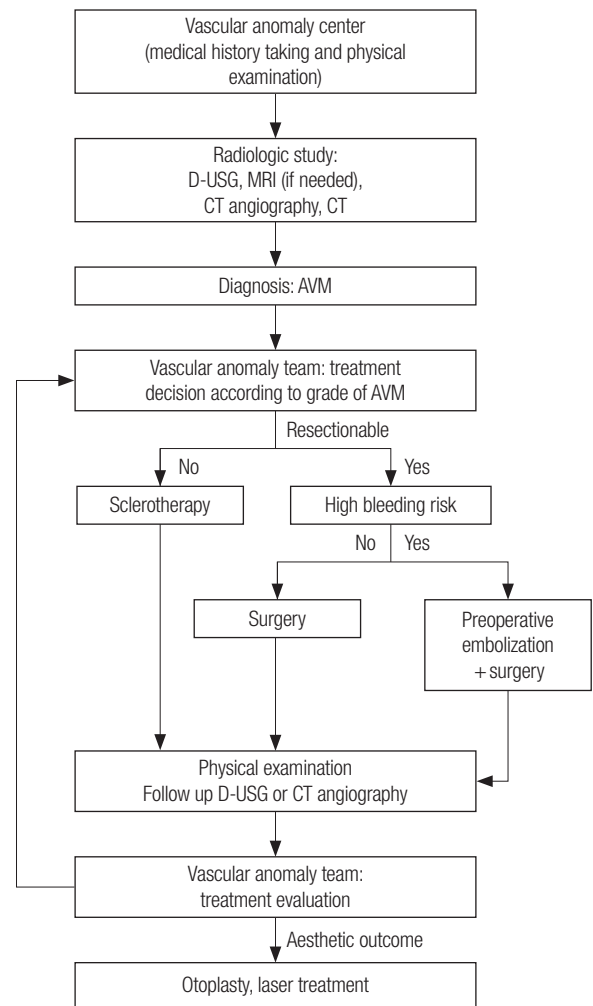 Vascular anomaly center
(medical history taking and physical
examination)
Radiologic study:
D-USG, MRI (if needed),
CT angiography, CT
Diagnosis: AVM
Vascular anomaly team: treatment
decision according to grade of AVM
Resectionable
No
Yes
Sclerotherapy
High bleeding risk
No
Yes
Surgery
Preoperative
embolization
+ surgery
Physical examination
Follow up D-USG or CT angiography
Vascular anomaly team:
treatment evaluation
Aesthetic outcome
Otoplasty, laser treatment